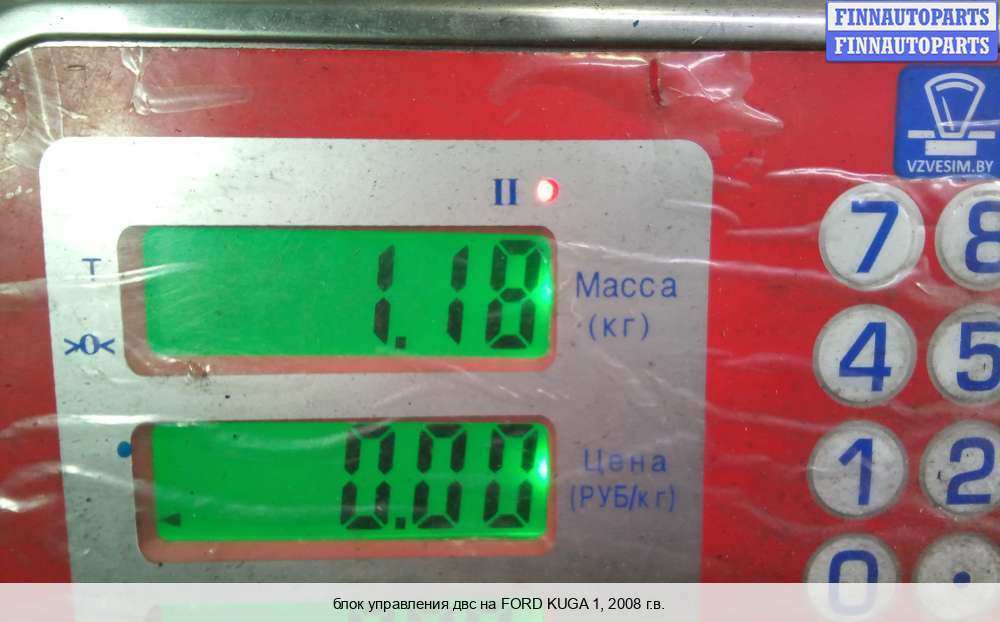 FINNAUTOPARTS
FINNAUTOPARTS
VZVESIM.BY
II
7 8
T
1.18
Масса
(кг)
>0<
4 5
0.00
Цена
(РУБ/кг)
1 2
0 .
блок управления двс на FORD KUGA 1, 2008 г.в.